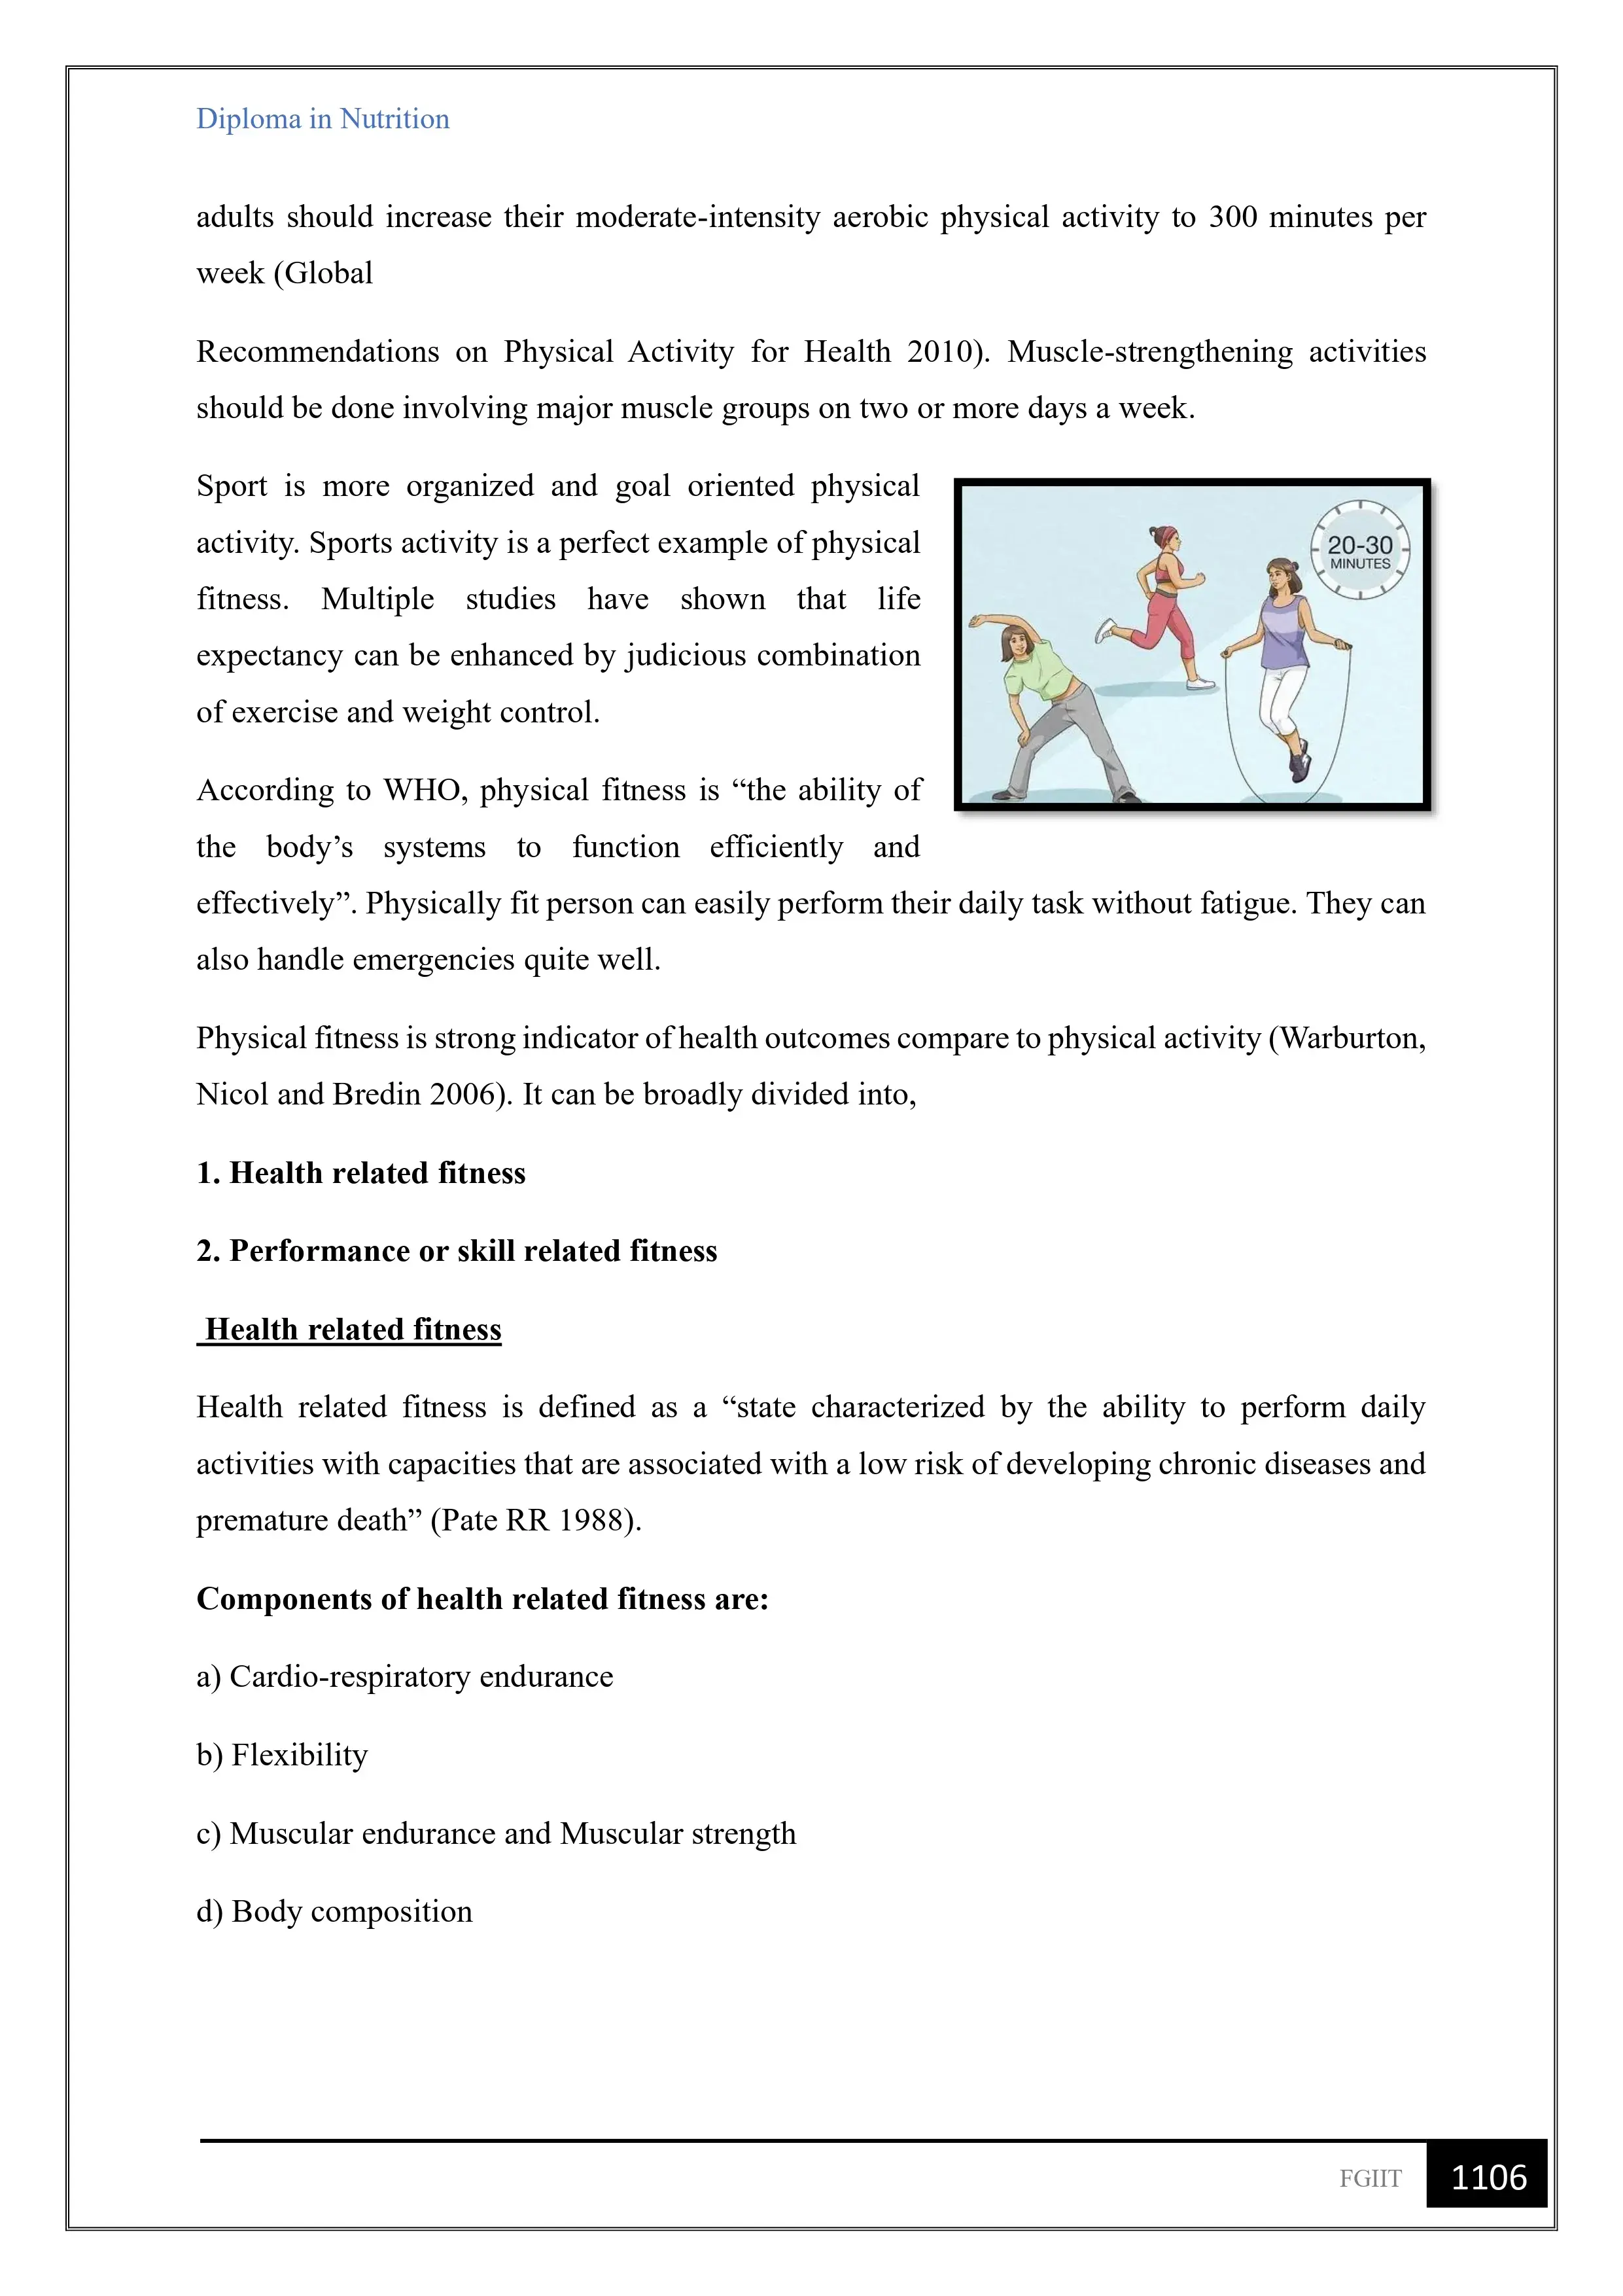 Diploma in Nutrition
adults should increase their moderate-intensity aerobic physical activity to 300 minutes per
week (Global
Recommendations on Physical Activity for Health 2010). Muscle-strengthening activities
should be done involving major muscle groups on two or more days a week.
Sport is more organized and goal oriented physical
activity. Sports activity is a perfect example of physical
fitness. Multiple studies have shown that life
expectancy can be enhanced by judicious combination
of exercise and weight control.
20-30
MINUTES
According to WHO, physical fitness is “the ability of
the body’s systems to function efficiently and
effectively”. Physically fit person can easily perform their daily task without fatigue. They can
also handle emergencies quite well.
Physical fitness is strong indicator of health outcomes compare to physical activity (Warburton,
Nicol and Bredin 2006). It can be broadly divided into,
1. Health related fitness
2. Performance or skill related fitness
Health related fitness
Health related fitness is defined as a “state characterized by the ability to perform daily
activities with capacities that are associated with a low risk of developing chronic diseases and
premature death” (Pate RR 1988).
Components of health related fitness are:
a) Cardio-respiratory endurance
b) Flexibility
c) Muscular endurance and Muscular strength
d) Body composition
FGIIT 1106